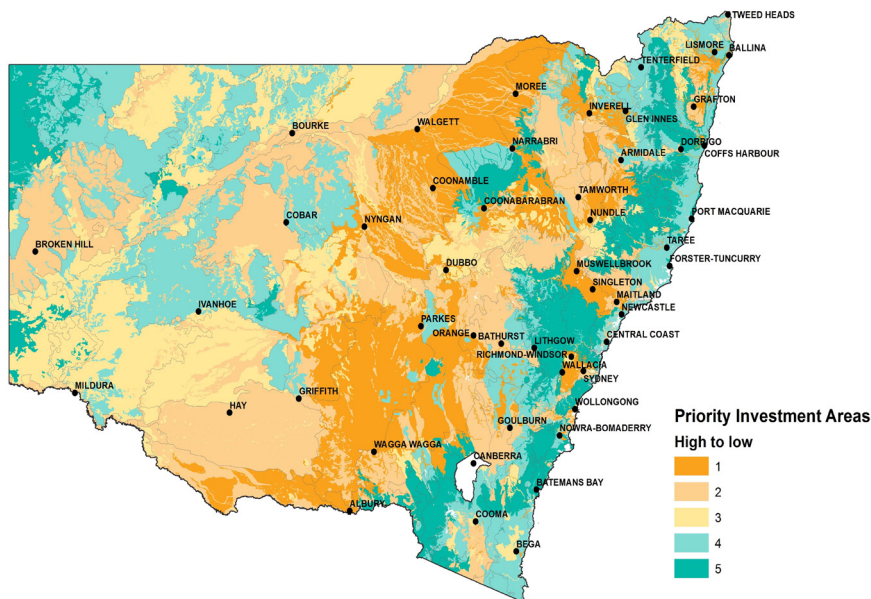 TWEED HEADS
LISMORE
BALLINA
TENTERFIELD
MOREE
INVERELL
GRAFTON
GLEN INNES
BOURKE
WALGETT
NARRABRI
DORRIGO
COFFS HARBOUR
ARMIDALE
COONAMBLE
TAMWORTH
COONABARABRAN
COBAR
NYNGAN
NUNDLE
PORT MACQUARIE
BROKEN HILL
TAREE
DUBBO
MUSWELLBROOK
FORSTER-TUNCURRY
SINGLETON
MAITLAND
IVANHOE
NEWCASTLE
PARKES
ORANGE
BATHURST
LITHGOW
CENTRAL COAST
RICHMOND-WINDSOR
WALLACIA
SYDNEY
MILDURA
GRIFFITH
HAY
WOLLONGONG
GOULBURN
NOWRA-BOMADERRY
WAGGA WAGGA
CANBERRA
BATEMANS BAY
ALBURY
COOMA
BEGA
Priority Investment Areas
High to low
1
2
3
4
5